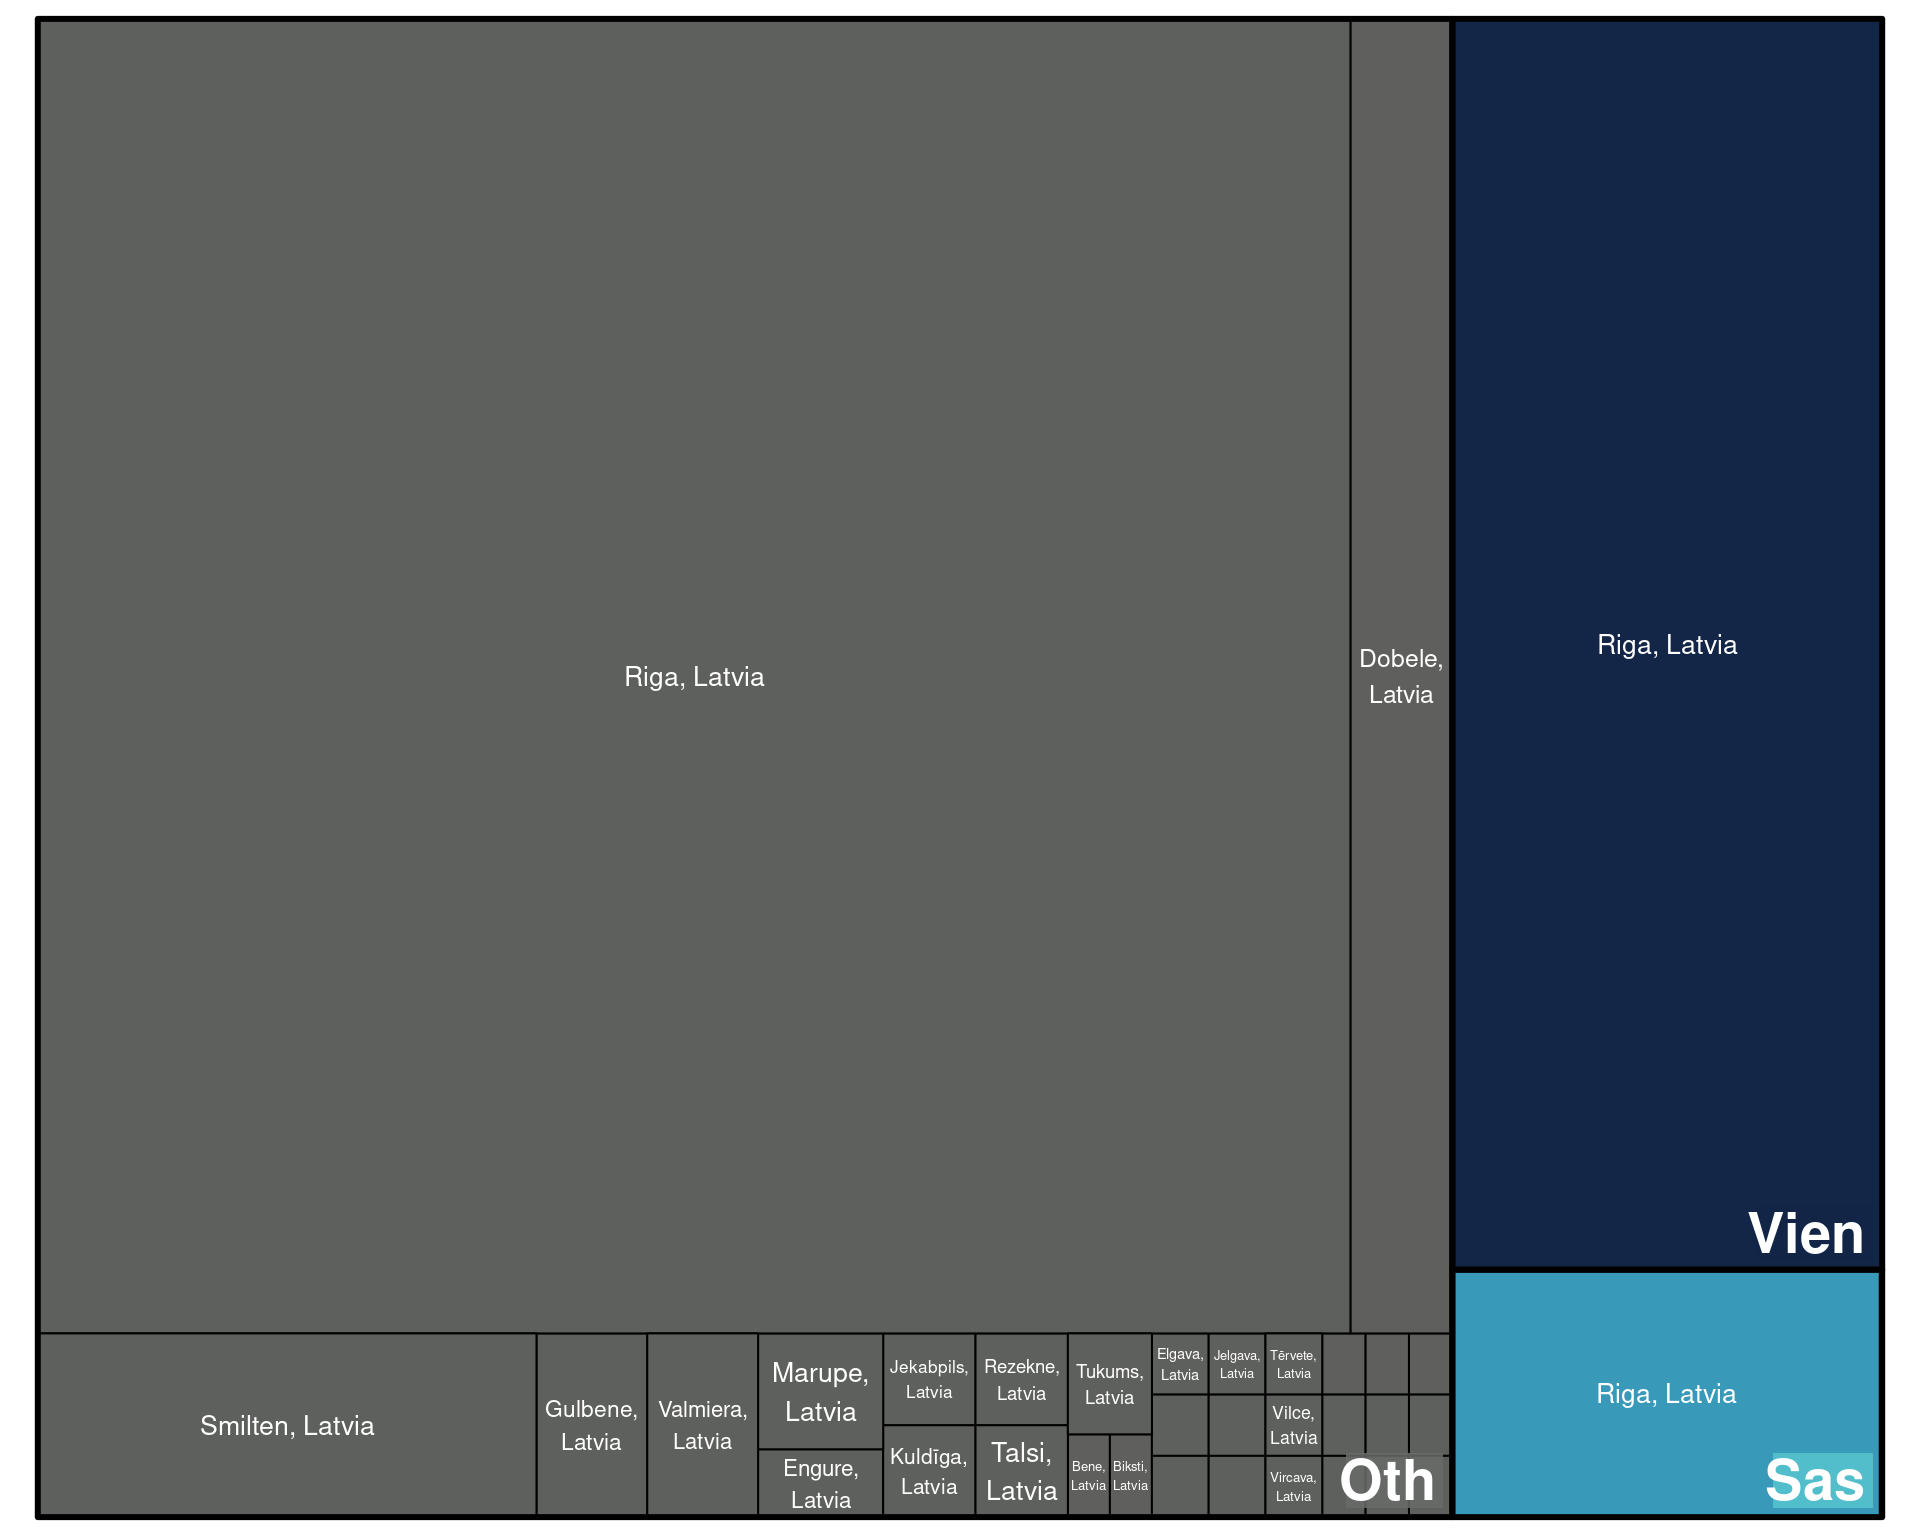 Riga, Latvia
Dobele,
Latvia
Riga, Latvia
Vien
Smilten, Latvia
Gulbene,
Latvia
Valmiera,
Latvia
Marupe,
Latvia
Engure,
Latvia
Jekabpils,
Latvia
Kuldīga,
Latvia
Rezekne,
Latvia
Talsi,
Latvia
Tukums,
Latvia
Bene,
Latvia
Biksti,
Latvia
Elgava,
Latvia
Jelgava,
Latvia
Tērvete,
Latvia
Vilce,
Latvia
Vircava,
Latvia
Oth
Riga, Latvia
Sas